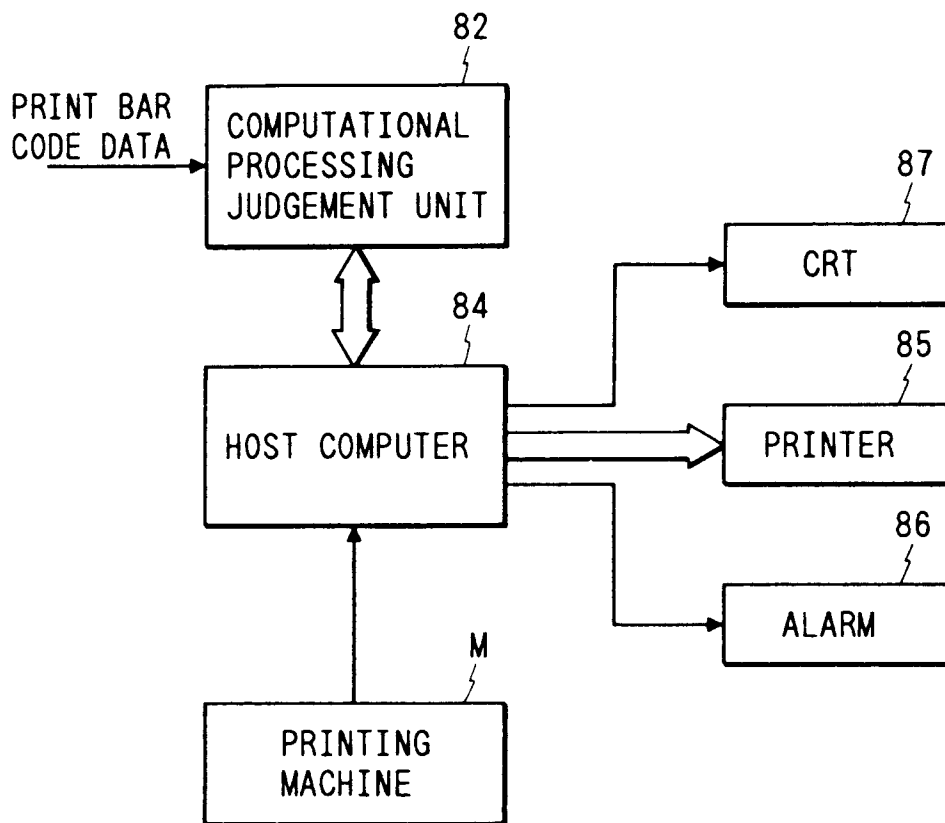 82
PRINT BAR
CODE DATA
COMPUTATIONAL
PROCESSING
JUDGEMENT UNIT
87
CRT
84
HOST COMPUTER
85
PRINTER
86
ALARM
M
PRINTING
MACHINE